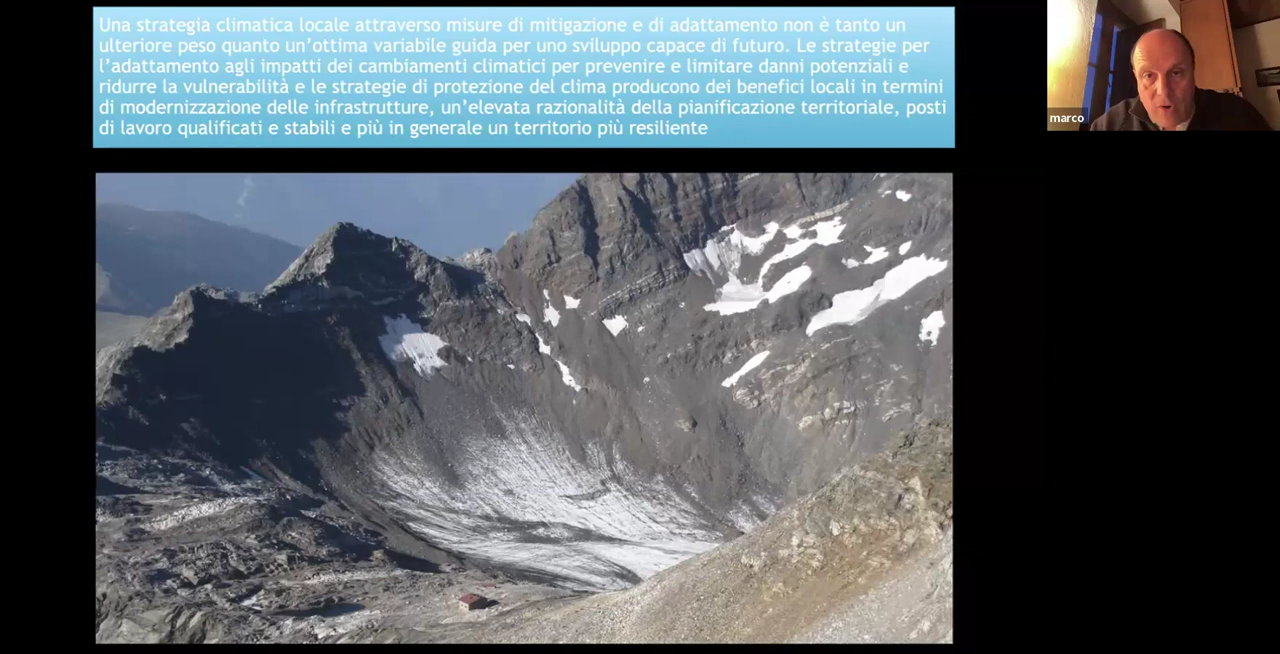 Una strategia climatica locale attraverso misure di mitigazione e di adattamento non è tanto un
ulteriore peso quanto un'ottima variabile guida per uno sviluppo capace di futuro. Le strategie per
l'adattamento agli impatti dei cambiamenti climatici per prevenire e limitare danni potenziali e
ridurre la vulnerabilità e le strategie di protezione del clima producono dei benefici locali in termini
di modernizzazione delle infrastrutture, un'elevata razionalità della pianificazione territoriale, posti
di lavoro qualificati e stabili e più in generale un territorio più resiliente
marco